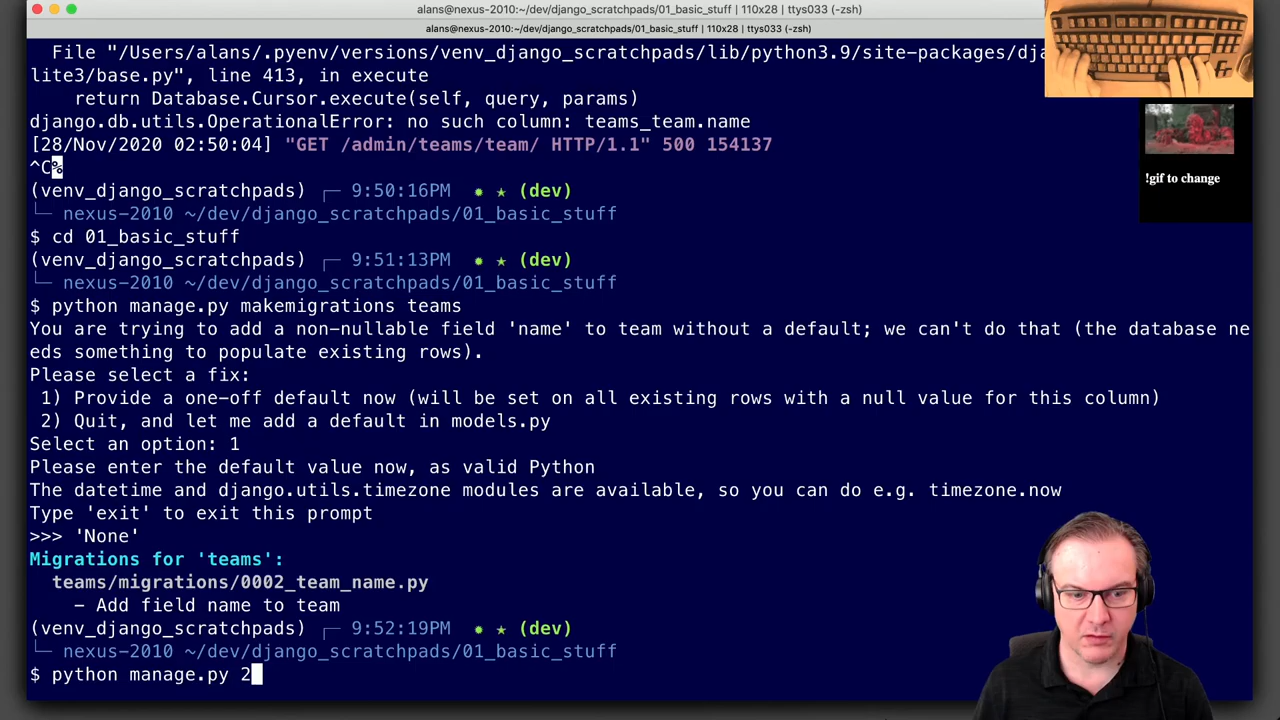 alans@nexus-2010:~/dev/django_scratchpads/01_basic_stuff | 110x28 | ttys033 (-zsh)
alans@nexus-2010:~/dev/django_scratchpads/01_basic_stuff | 110x28 | ttys033 (-zsh)
File "/Users/alans/.pyenv/versions/venv_django_scratchpads/lib/python3.9/site-packages/dj
lite3/base.py", line 413, in execute
return Database.Cursor.execute(self, query, params)
django.db.utils.OperationalError: no such column: teams_team.name
[28/Nov/2020 02:50:04] "GET /admin/teams/team/ HTTP/1.1" 500 154137
^C%
!gif to change
(venv_django_scratchpads) ┌─ 9:50:16PM ✹ ★ (dev)
└─ nexus-2010 ~/dev/django_scratchpads/01_basic_stuff
$ cd 01_basic_stuff
(venv_django_scratchpads) ┌─ 9:51:13PM ✹ ★ (dev)
└─ nexus-2010 ~/dev/django_scratchpads/01_basic_stuff
$ python manage.py makemigrations teams
You are trying to add a non-nullable field 'name' to team without a default; we can't do that (the database ne
eds something to populate existing rows).
Please select a fix:
1) Provide a one-off default now (will be set on all existing rows with a null value for this column)
2) Quit, and let me add a default in models.py
Select an option: 1
Please enter the default value now, as valid Python
The datetime and django.utils.timezone modules are available, so you can do e.g. timezone.now
Type 'exit' to exit this prompt
>>> 'None'
Migrations for 'teams':
teams/migrations/0002_team_name.py
- Add field name to team
(venv_django_scratchpads) ┌─ 9:52:19PM ✹ ★ (dev)
└─ nexus-2010 ~/dev/django_scratchpads/01_basic_stuff
$ python manage.py 2